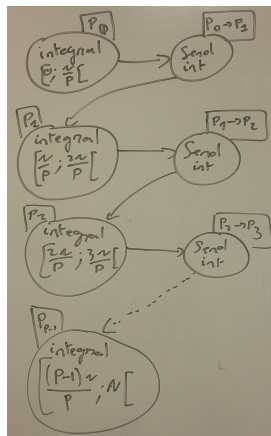 P0
P0→P1
integral
[0; N/P[
Send
int
P1
P1→P2
integral
[N/P; 2N/P[
Send
int
P2
P2→P3
integral
[2N/P; 3N/P[
Send
int
P P-1
integral
[(P-1)N/P; N[